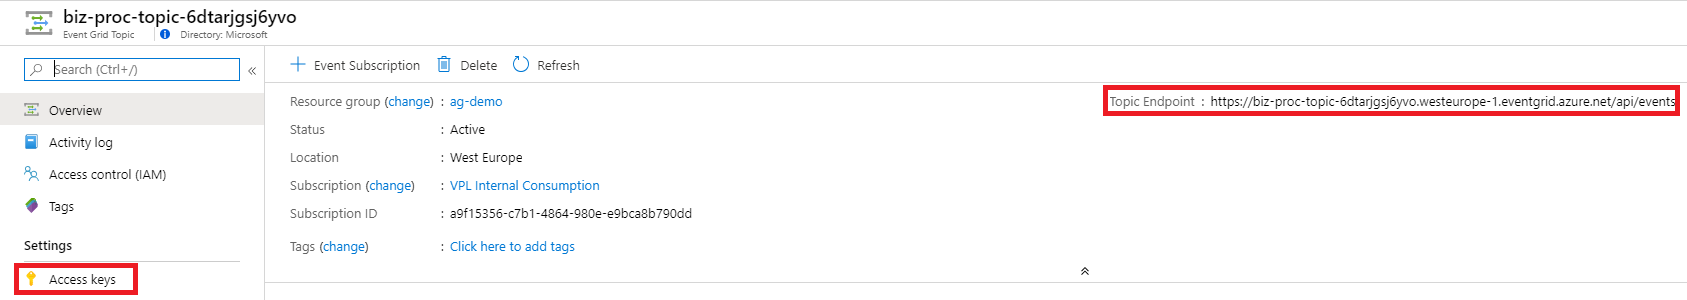 biz-proc-topic-6dtarjgsj6yvo
Event Grid Topic
Directory: Microsoft
Search (Ctrl+/)
«
Overview
Activity log
Access control (IAM)
Tags
Settings
Access keys
Event Subscription
Delete
Refresh
Resource group (change) : ag-demo
Status : Active
Location : West Europe
Subscription (change) : VPL Internal Consumption
Subscription ID : a9f15356-c7b1-4864-980e-e9bca8b790dd
Tags (change) : Click here to add tags
Topic Endpoint : https://biz-proc-topic-6dtarjgsj6yvo.westeurope-1.eventgrid.azure.net/api/events